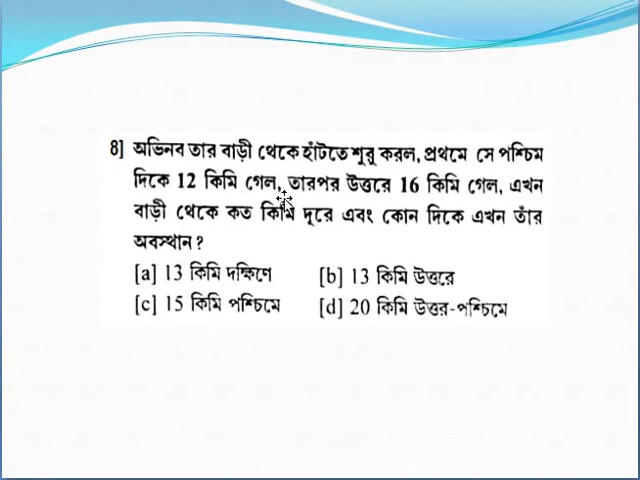 8] অভিনব তার বাড়ী থেকে হাঁটতে শুরু করল, প্রথমে সে পশ্চিম
দিকে 12 কিমি গেল, তারপর উত্তরে 16 কিমি গেল, এখন
বাড়ী থেকে কত কিমি দূরে এবং কোন দিকে এখন তাঁর
অবস্থান ?
[a] 13 কিমি দক্ষিণে [b] 13 কিমি উত্তরে
[c] 15 কিমি পশ্চিমে [d] 20 কিমি উত্তর-পশ্চিমে